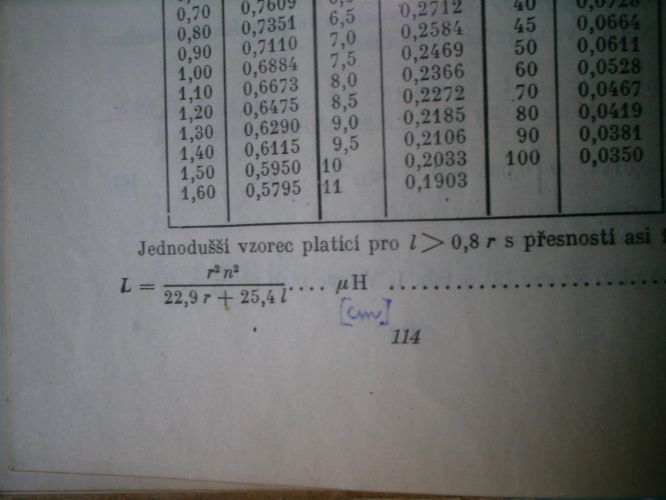 0,70 0,7609 0,2712 40 0,0728
0,80 0,7351 6,5 0,2584 45 0,0664
0,90 0,7110 7,0 0,2469 50 0,0611
1,00 0,6884 7,5 0,2366 60 0,0528
1,10 0,6673 8,0 0,2272 70 0,0467
1,20 0,6475 8,5 0,2185 80 0,0419
1,30 0,6290 9,0 0,2106 90 0,0381
1,40 0,6115 9,5 0,2033 100 0,0350
1,50 0,5950 10 0,1903
1,60 0,5795 11
Jednodušší vzorec platící pro l > 0,8 r s přesností asi
L = r² n² / 22,9 r + 25,4 l .... μH ........................
[cm]
114